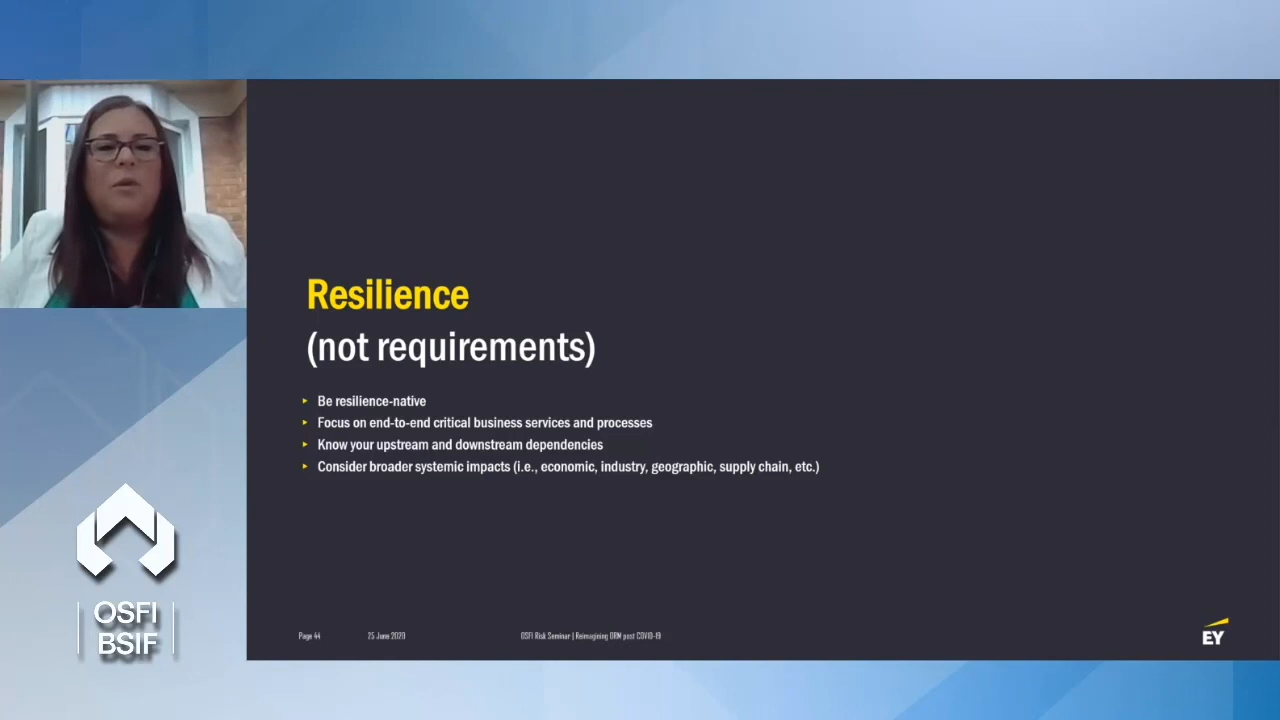 Resilience
(not requirements)
Be resilience-native
Focus on end-to-end critical business services and processes
Know your upstream and downstream dependencies
Consider broader systemic impacts (i.e., economic, industry, geographic, supply chain, etc.)
Page 44 25 June 2020 OSFI Risk Seminar | Reimagining ORM post COVID-19
EY
OSFI
BSIF